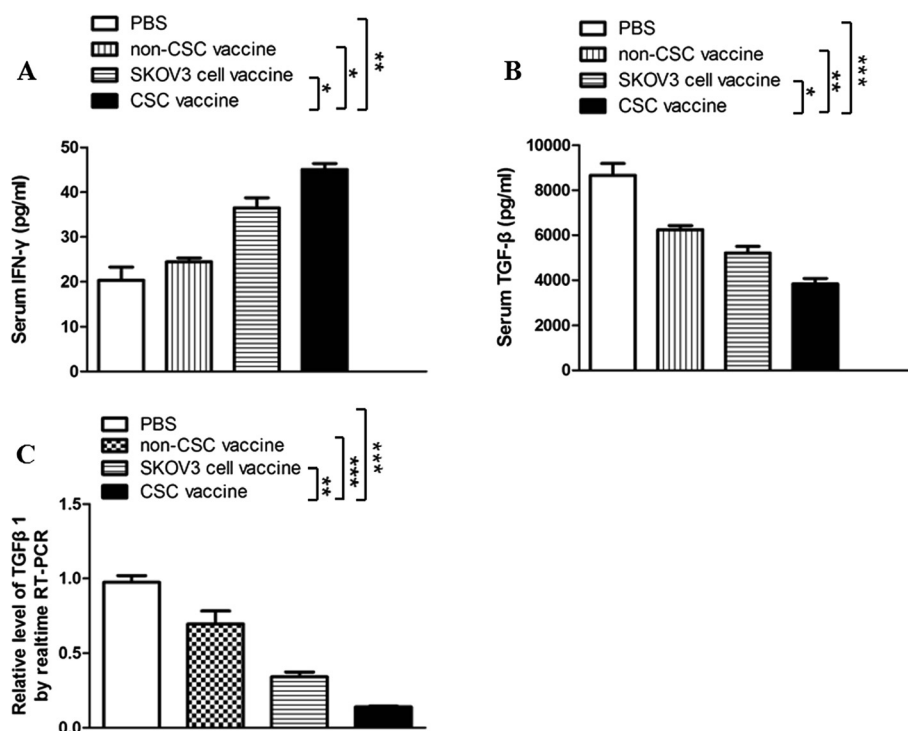 A
PBS
non-CSC vaccine
SKOV3 cell vaccine
CSC vaccine
*
*
**
Serum IFN-γ (pg/ml)
50
40
30
20
10
0
B
PBS
non-CSC vaccine
SKOV3 cell vaccine
CSC vaccine
*
**
***
Serum TGF-β (pg/ml)
10000
8000
6000
4000
2000
0
C
PBS
non-CSC vaccine
SKOV3 cell vaccine
CSC vaccine
**
***
***
Relative level of TGFβ 1
by realtime RT-PCR
1.5
1.0
0.5
0.0